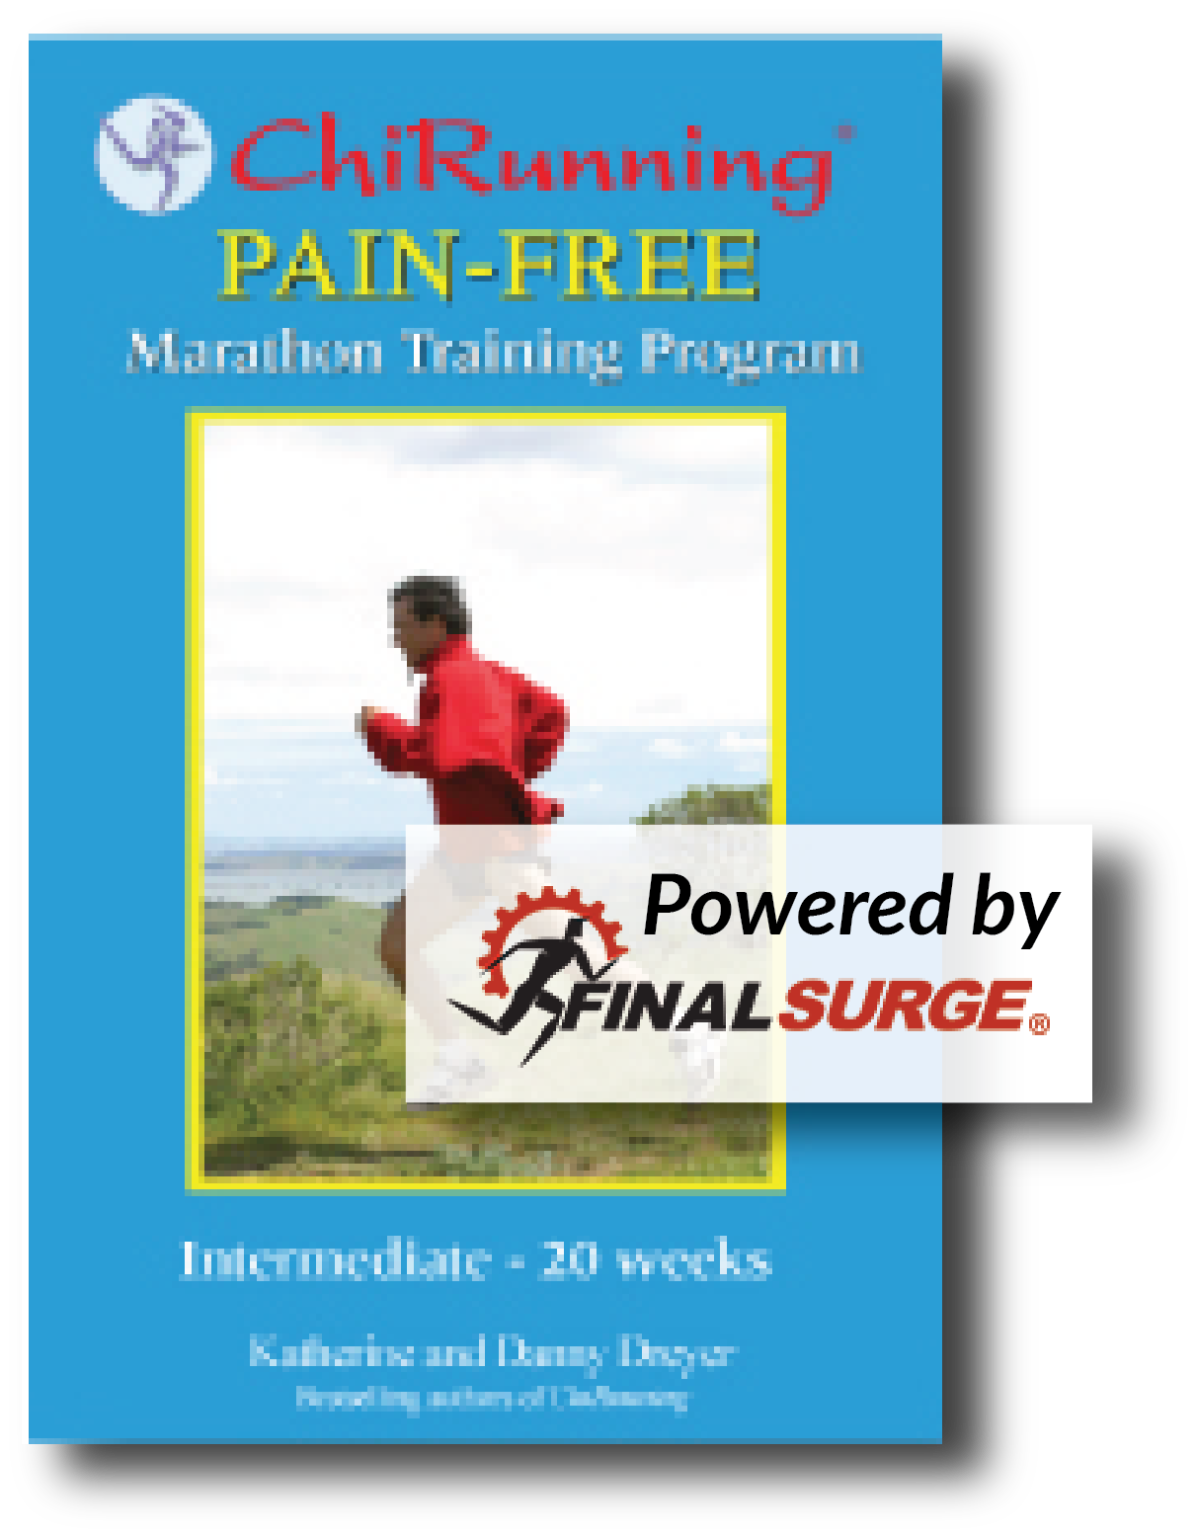 ChiRunning®
PAIN-FREE
Marathon Training Program
Powered by
FINALSURGE®
Intermediate - 20 weeks
Katherine and Danny Dreyer
Bestselling authors of ChiRunning